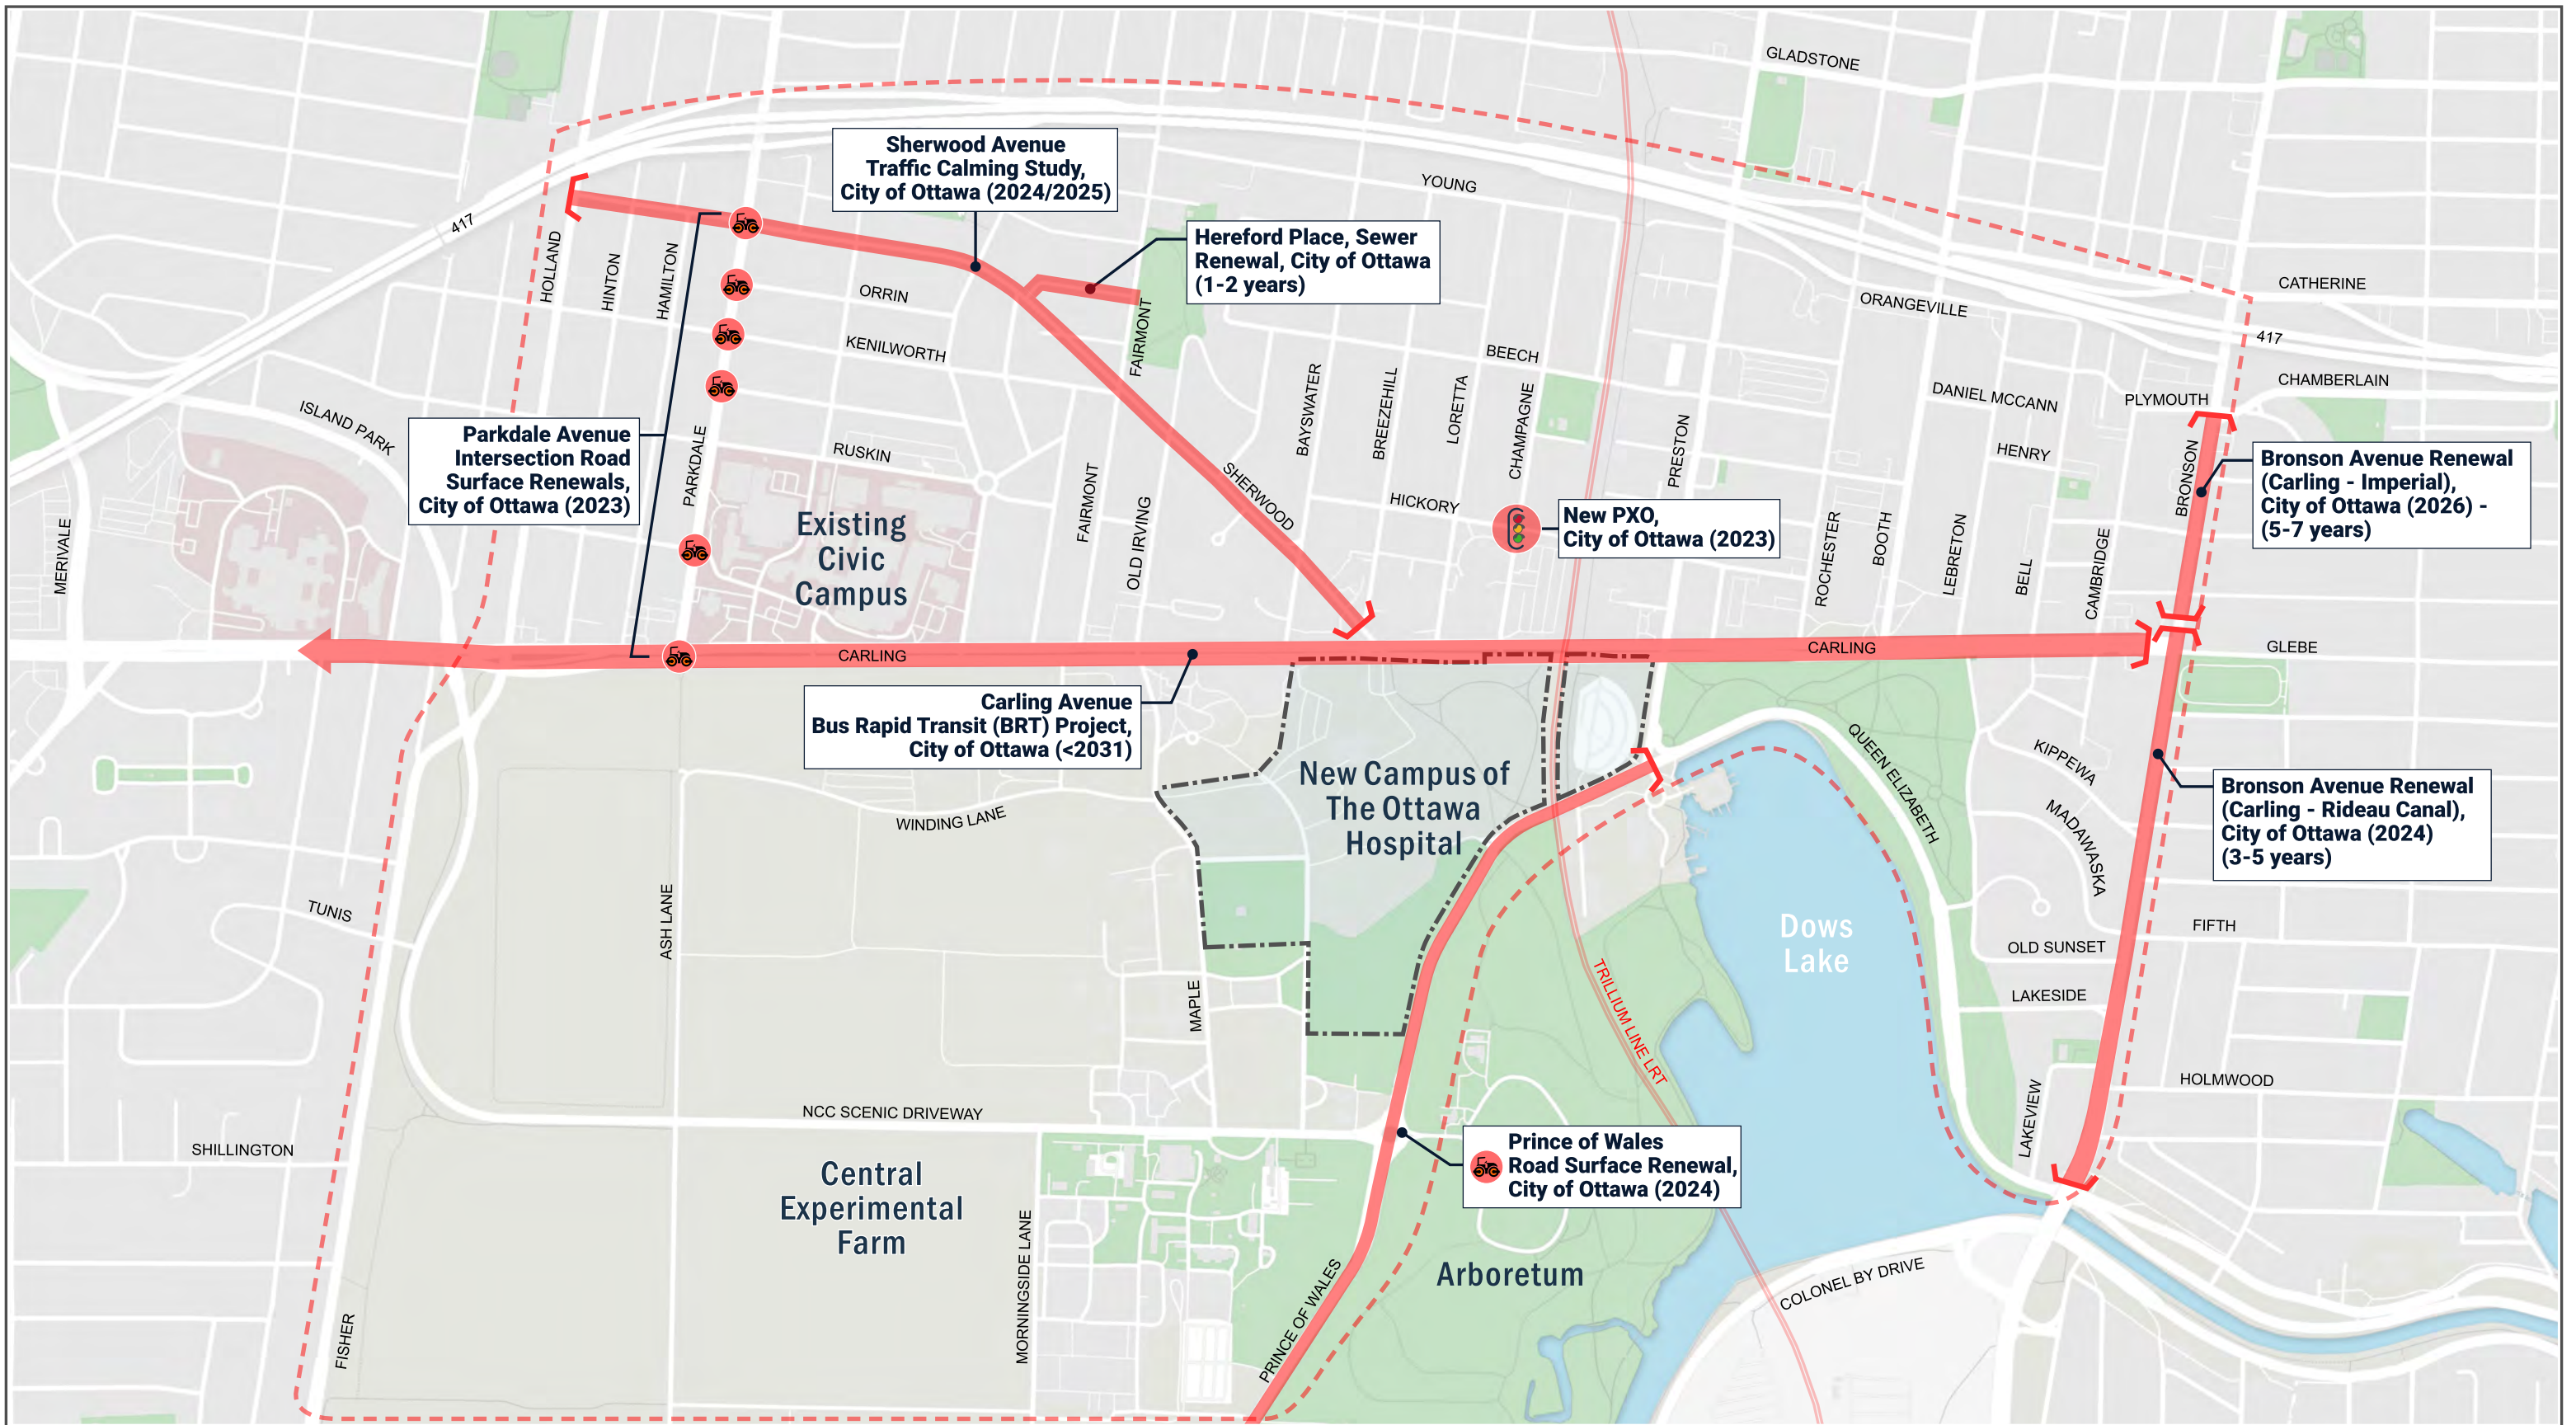 GLADSTONE
Sherwood Avenue
Traffic Calming Study,
City of Ottawa (2024/2025)
YOUNG
417
HOLLAND
HINTON
HAMILTON
Hereford Place, Sewer
Renewal, City of Ottawa
(1-2 years)
ORRIN
KENILWORTH
FAIRMONT
CATHERINE
ORANGEVILLE
417
BEECH
CHAMBERLAIN
DANIEL MCCANN
PLYMOUTH
ISLAND PARK
BAYSWATER
BREEZEHILL
LORETTA
CHAMPAGNE
PRESTON
HENRY
BRONSON
Parkdale Avenue
Intersection Road
Surface Renewals,
City of Ottawa (2023)
PARKDALE
RUSKIN
FAIRMONT
OLD IRVING
SHERWOOD
HICKORY
New PXO,
City of Ottawa (2023)
Bronson Avenue Renewal
(Carling - Imperial),
City of Ottawa (2026) -
(5-7 years)
MERIVALE
Existing
Civic
Campus
ROCHESTER
BOOTH
LEBRETON
BELL
CAMBRIDGE
CARLING
CARLING
GLEBE
Carling Avenue
Bus Rapid Transit (BRT) Project,
City of Ottawa (<2031)
New Campus of
The Ottawa
Hospital
QUEEN ELIZABETH
KIPPEWA
MADAWASKA
Bronson Avenue Renewal
(Carling - Rideau Canal),
City of Ottawa (2024)
(3-5 years)
WINDING LANE
TUNIS
ASH LANE
MAPLE
TRILLIUM LINE LRT
Dows
Lake
FIFTH
OLD SUNSET
LAKESIDE
HOLMWOOD
LAKEVIEW
NCC SCENIC DRIVEWAY
SHILLINGTON
Central
Experimental
Farm
Prince of Wales
Road Surface Renewal,
City of Ottawa (2024)
MORNINGSIDE LANE
PRINCE OF WALES
Arboretum
COLONEL BY DRIVE
FISHER